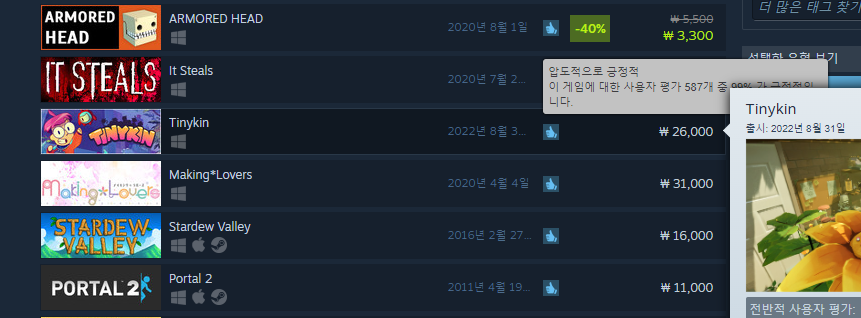 더 많은 태그 찾기
ARMORED HEAD
ARMORED HEAD
2020년 8월 1일
-40%
₩ 5,500
₩ 3,300
선택한 유형 보기
IT STEALS
It Steals
2020년 7월 2...
압도적으로 긍정적
이 게임에 대한 사용자 평가 587개 중 99% 가 긍정적입
니다.
TINYKIN
Tinykin
2022년 8월 3...
₩ 26,000
Tinykin
출시: 2022년 8월 31일
Making*Lovers
Making*Lovers
2020년 4월 4일
₩ 31,000
STARDEW VALLEY
Stardew Valley
2016년 2월 27...
₩ 16,000
PORTAL 2
Portal 2
2011년 4월 19...
₩ 11,000
전반적 사용자 평가: